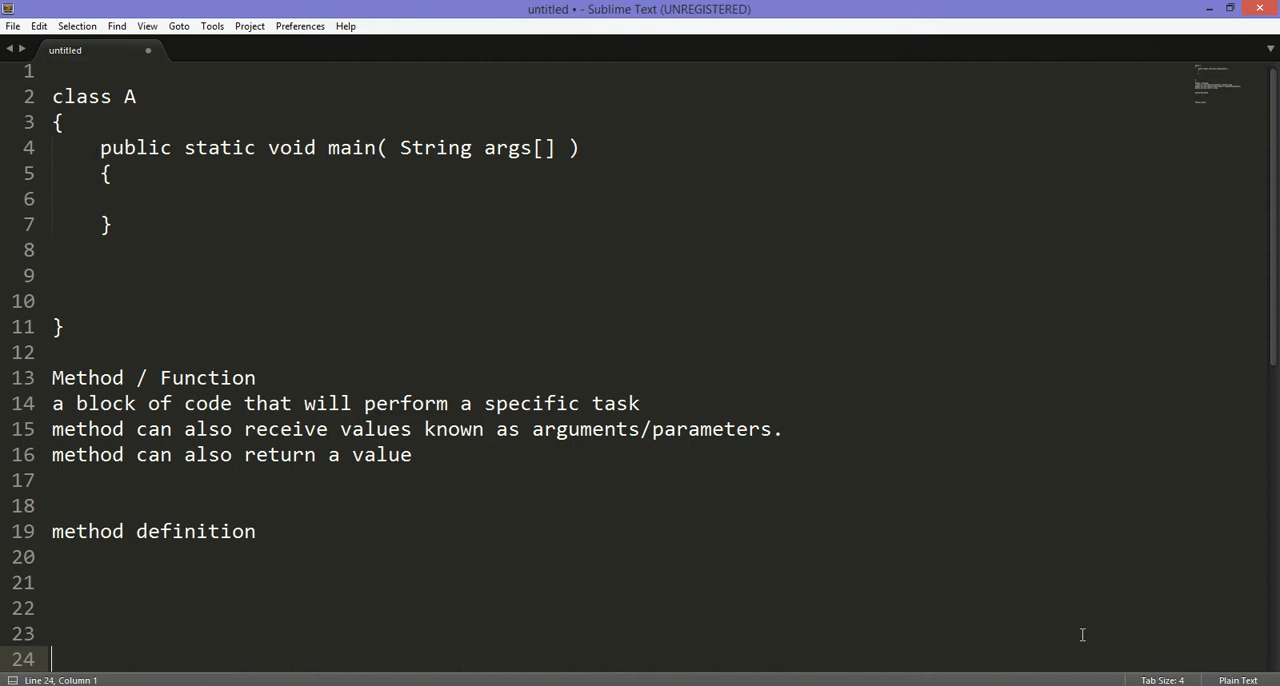 untitled • - Sublime Text (UNREGISTERED)
File Edit Selection Find View Goto Tools Project Preferences Help
untitled
1
2 class A
3 {
4 public static void main( String args[] )
5 {
6
7 }
8
9
10
11 }
12
13 Method / Function
14 a block of code that will perform a specific task
15 method can also receive values known as arguments/parameters.
16 method can also return a value
17
18
19 method definition
20
21
22
23
24
Line 24, Column 1 Tab Size: 4 Plain Text